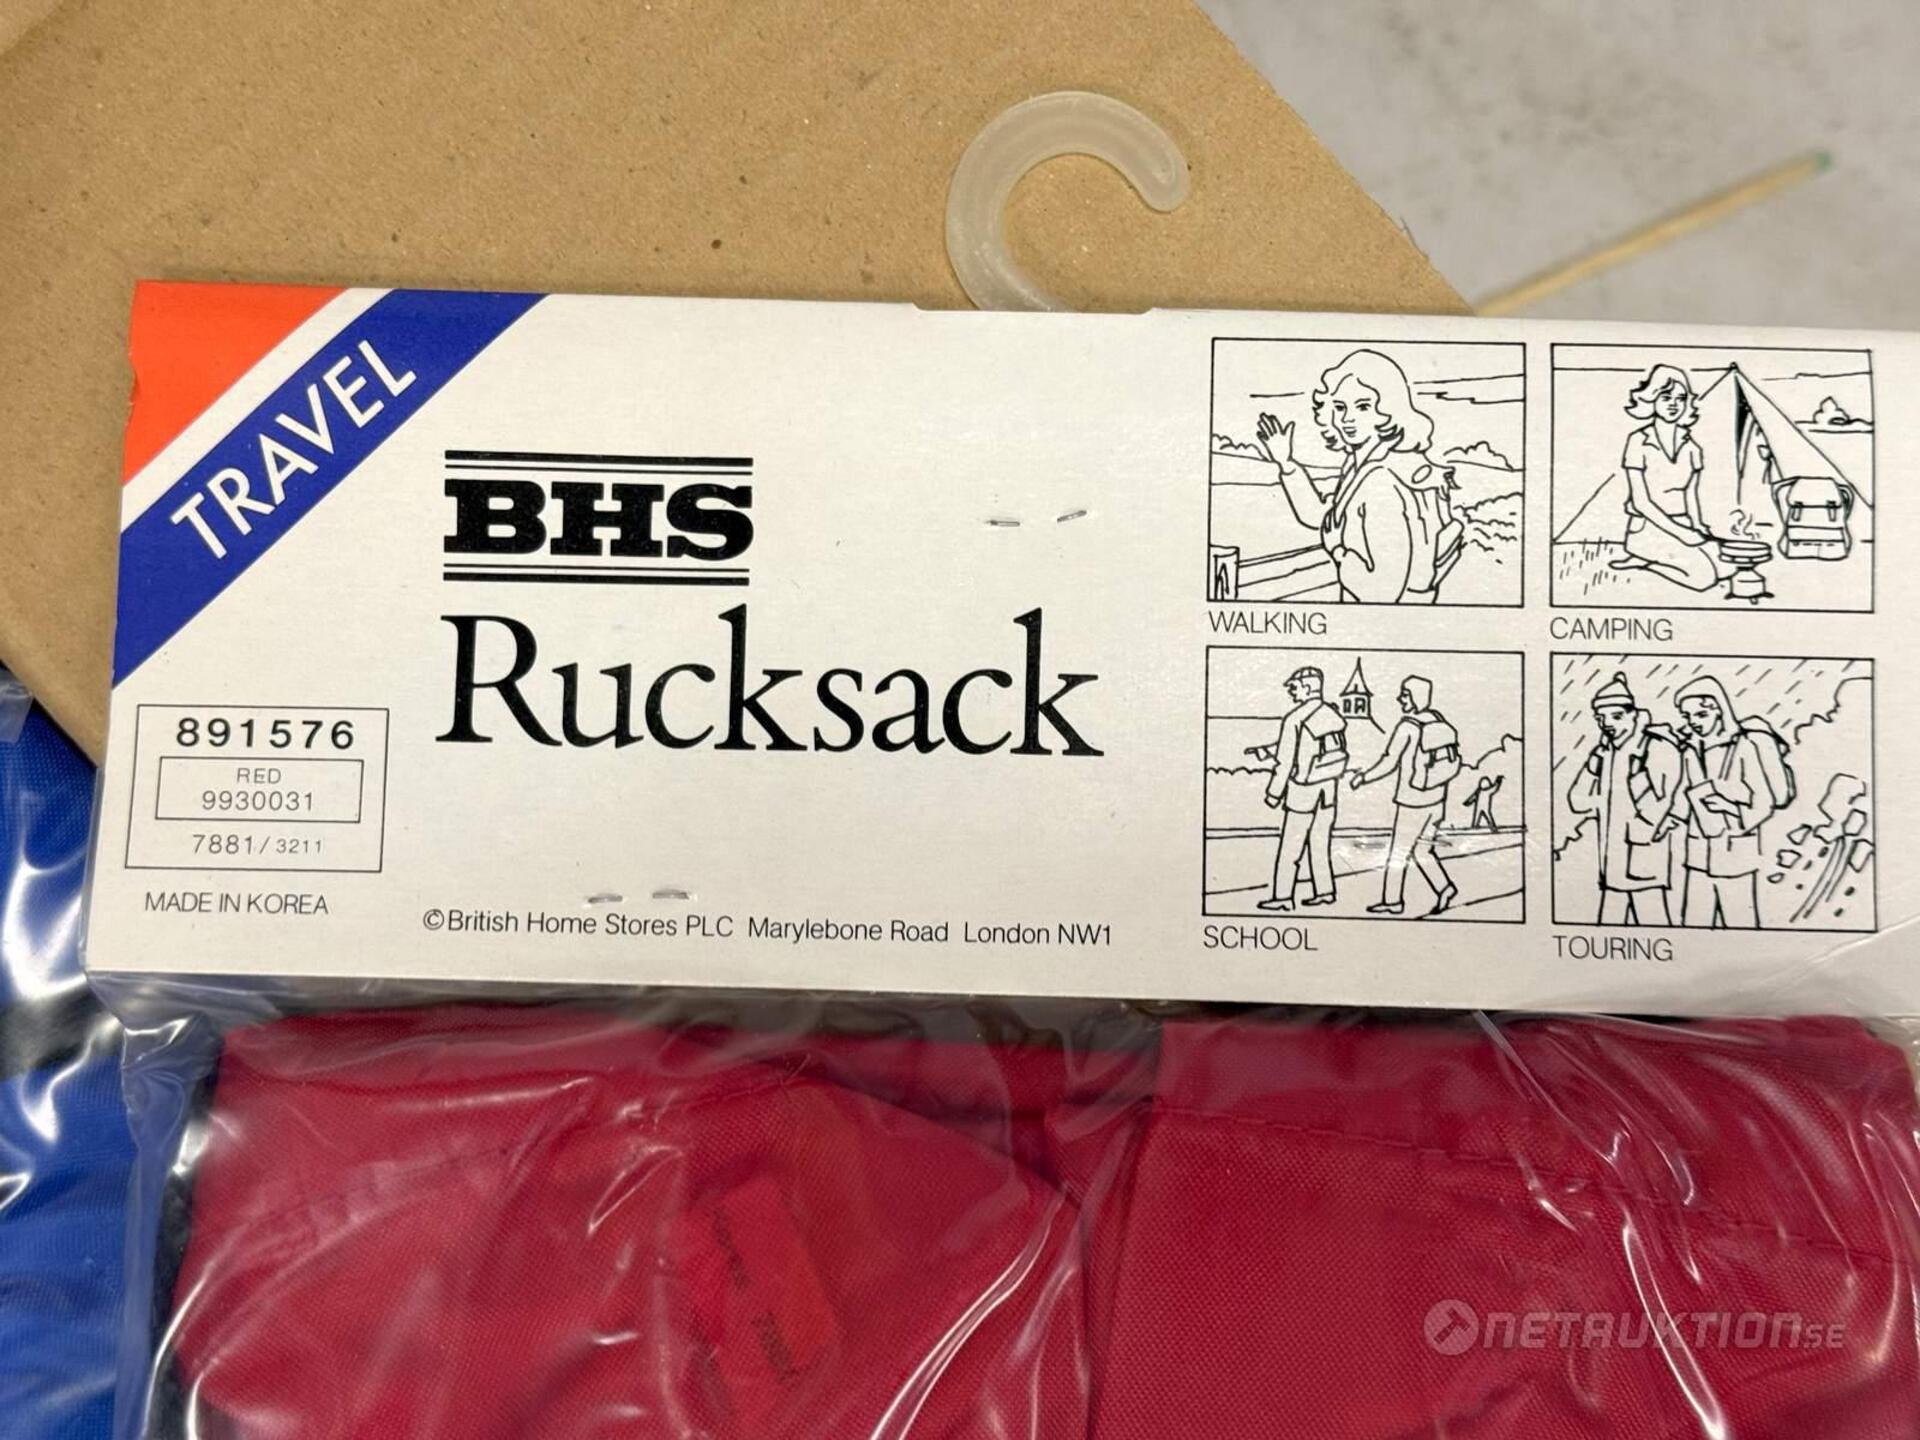 TRAVEL
BHS
Rucksack
891576
RED
9930031
7881/3211
MADE IN KOREA
©British Home Stores PLC Marylebone Road London NW1
WALKING
CAMPING
SCHOOL
TOURING
NETAUKTION.SE